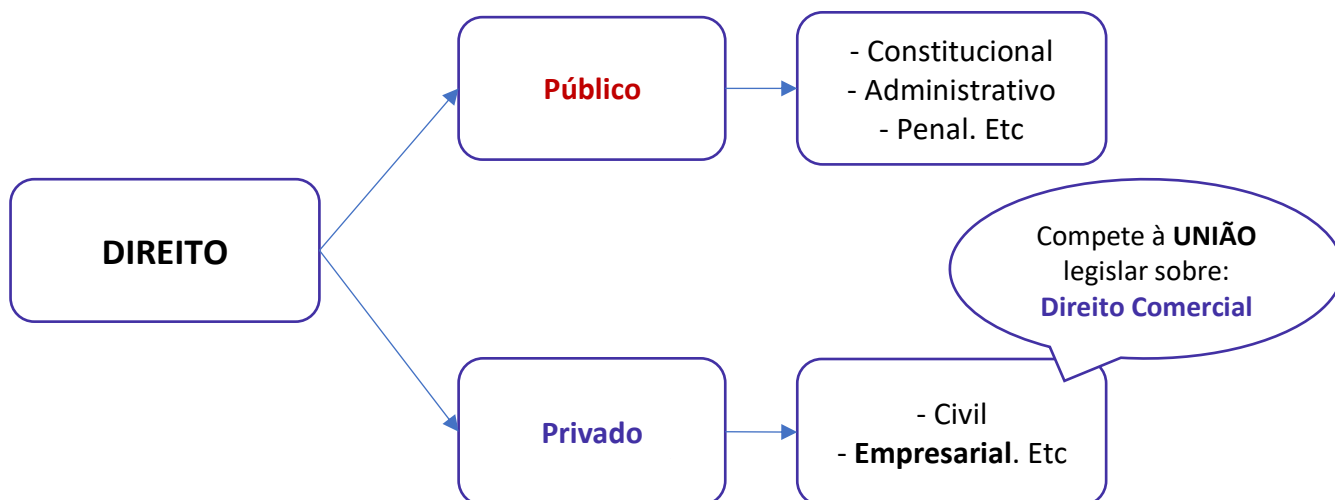 Público
- Constitucional
- Administrativo
- Penal. Etc
DIREITO
Compete à UNIÃO
legislar sobre:
Direito Comercial
Privado
- Civil
- Empresarial. Etc